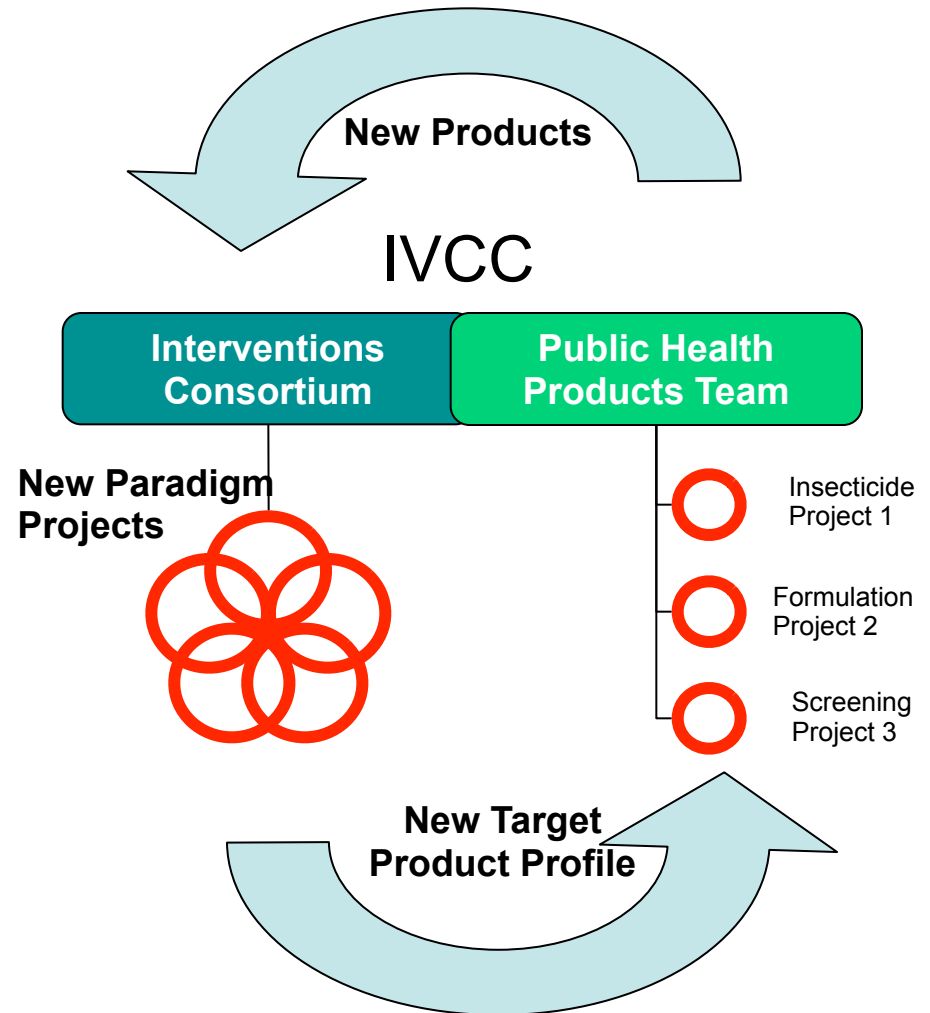 New Products
IVCC
Interventions
Consortium
Public Health
Products Team
New Paradigm
Projects
Insecticide
Project 1
Formulation
Project 2
Screening
Project 3
New Target
Product Profile